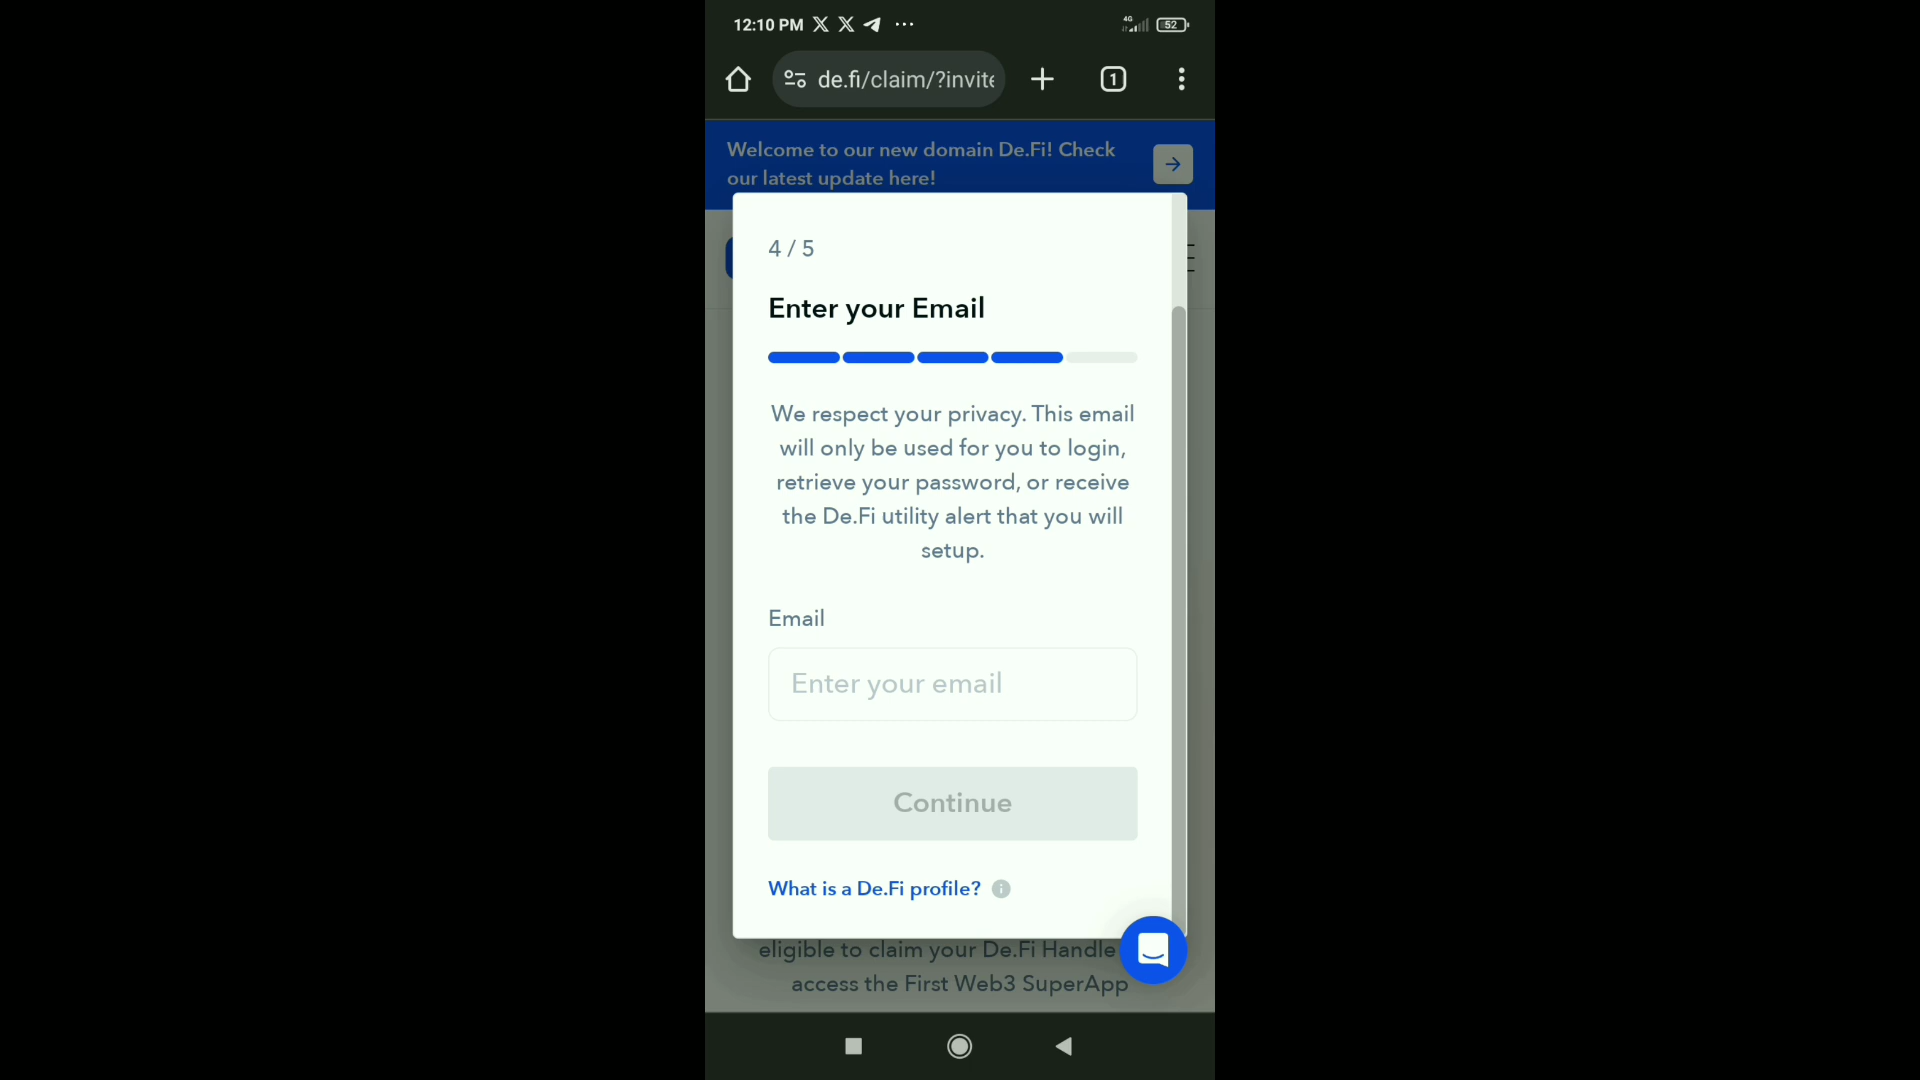 12:10 PM
4G
52
de.fi/claim/?invite
1
Welcome to our new domain De.Fi! Check
our latest update here!
4 / 5
Enter your Email
We respect your privacy. This email
will only be used for you to login,
retrieve your password, or receive
the De.Fi utility alert that you will
setup.
Email
Enter your email
Continue
What is a De.Fi profile?
eligible to claim your De.Fi Handle
access the First Web3 SuperApp